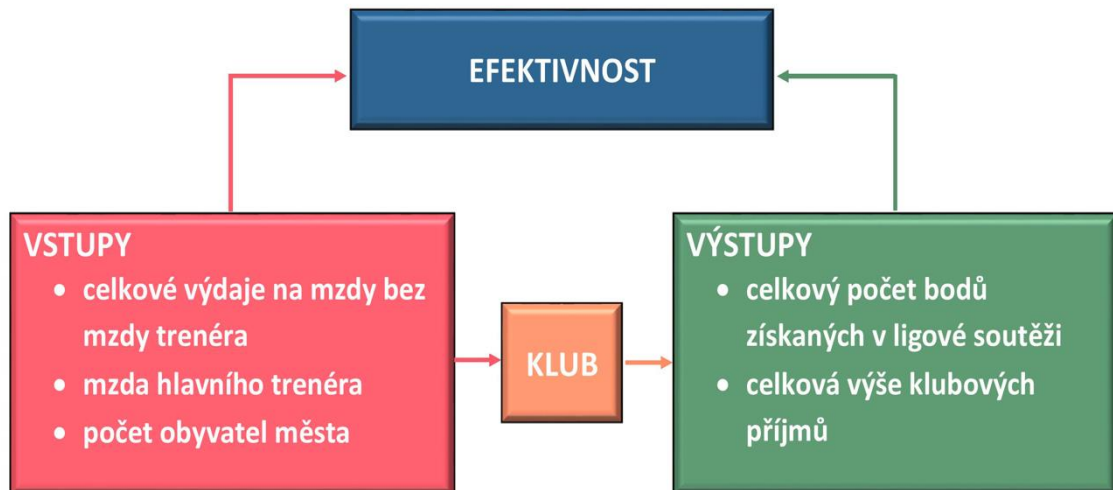 EFEKTIVNOST
VSTUPY
• celkové výdaje na mzdy bez
mzdy trenéra
• mzda hlavního trenéra
• počet obyvatel města
KLUB
VÝSTUPY
• celkový počet bodů
získaných v ligové soutěži
• celková výše klubových
příjmů